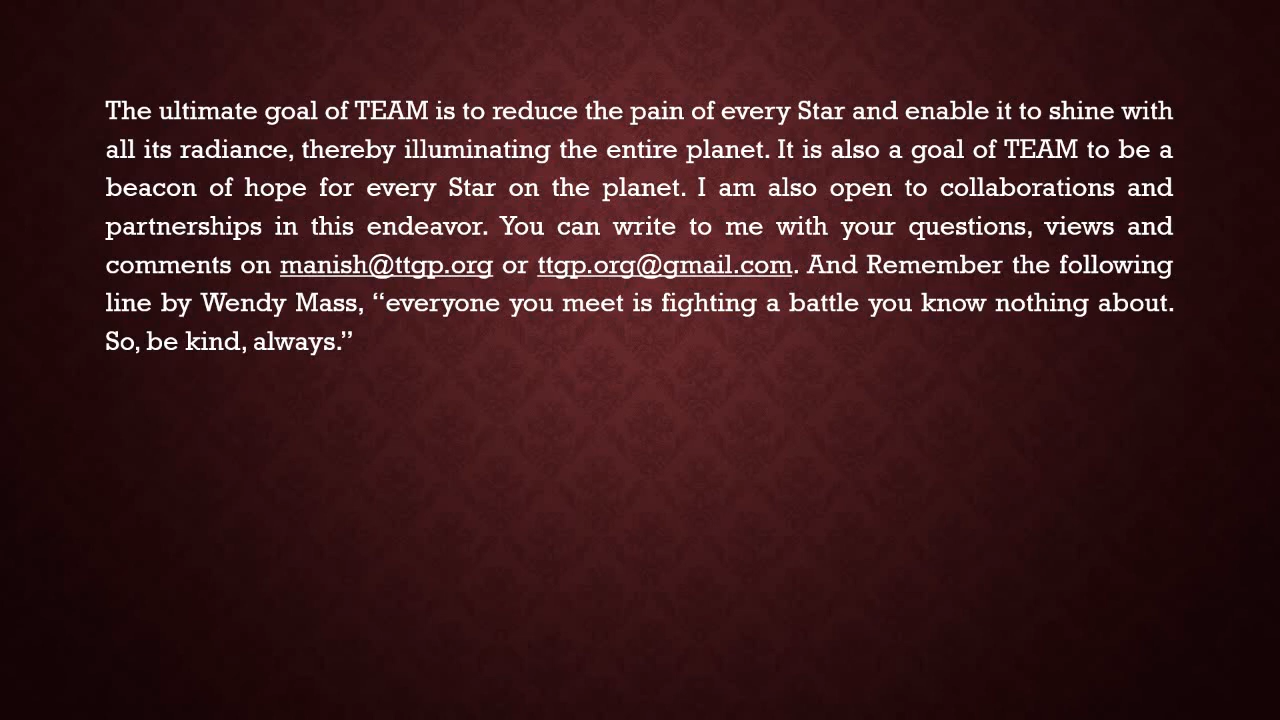 The ultimate goal of TEAM is to reduce the pain of every Star and enable it to shine with
all its radiance, thereby illuminating the entire planet. It is also a goal of TEAM to be a
beacon of hope for every Star on the planet. I am also open to collaborations and
partnerships in this endeavor. You can write to me with your questions, views and
comments on manish@ttgp.org or ttgp.org@gmail.com. And Remember the following
line by Wendy Mass, “everyone you meet is fighting a battle you know nothing about.
So, be kind, always.”